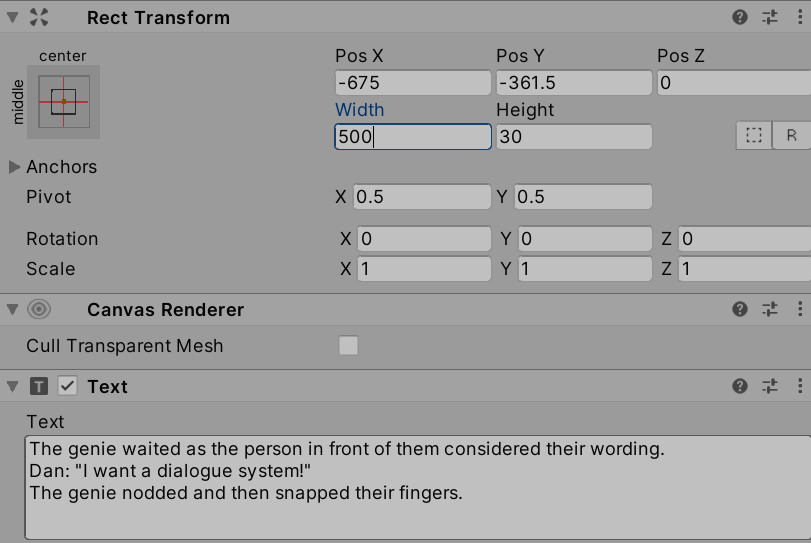 Rect Transform
center
middle
Pos X Pos Y Pos Z
-675 -361.5 0
Width Height
500 30
R
Anchors
Pivot X 0.5 Y 0.5
Rotation X 0 Y 0 Z 0
Scale X 1 Y 1 Z 1
Canvas Renderer
Cull Transparent Mesh
T Text
Text
The genie waited as the person in front of them considered their wording.
Dan: "I want a dialogue system!"
The genie nodded and then snapped their fingers.